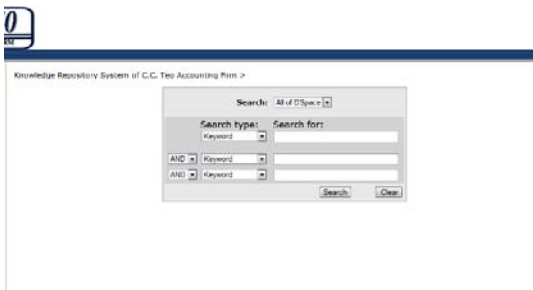 Knowledge Repository System of C.C. Teo Accounting Firm >
Search: All of DSpace
Search type: Search for:
Keyword
AND Keyword
AND Keyword
Search Clear